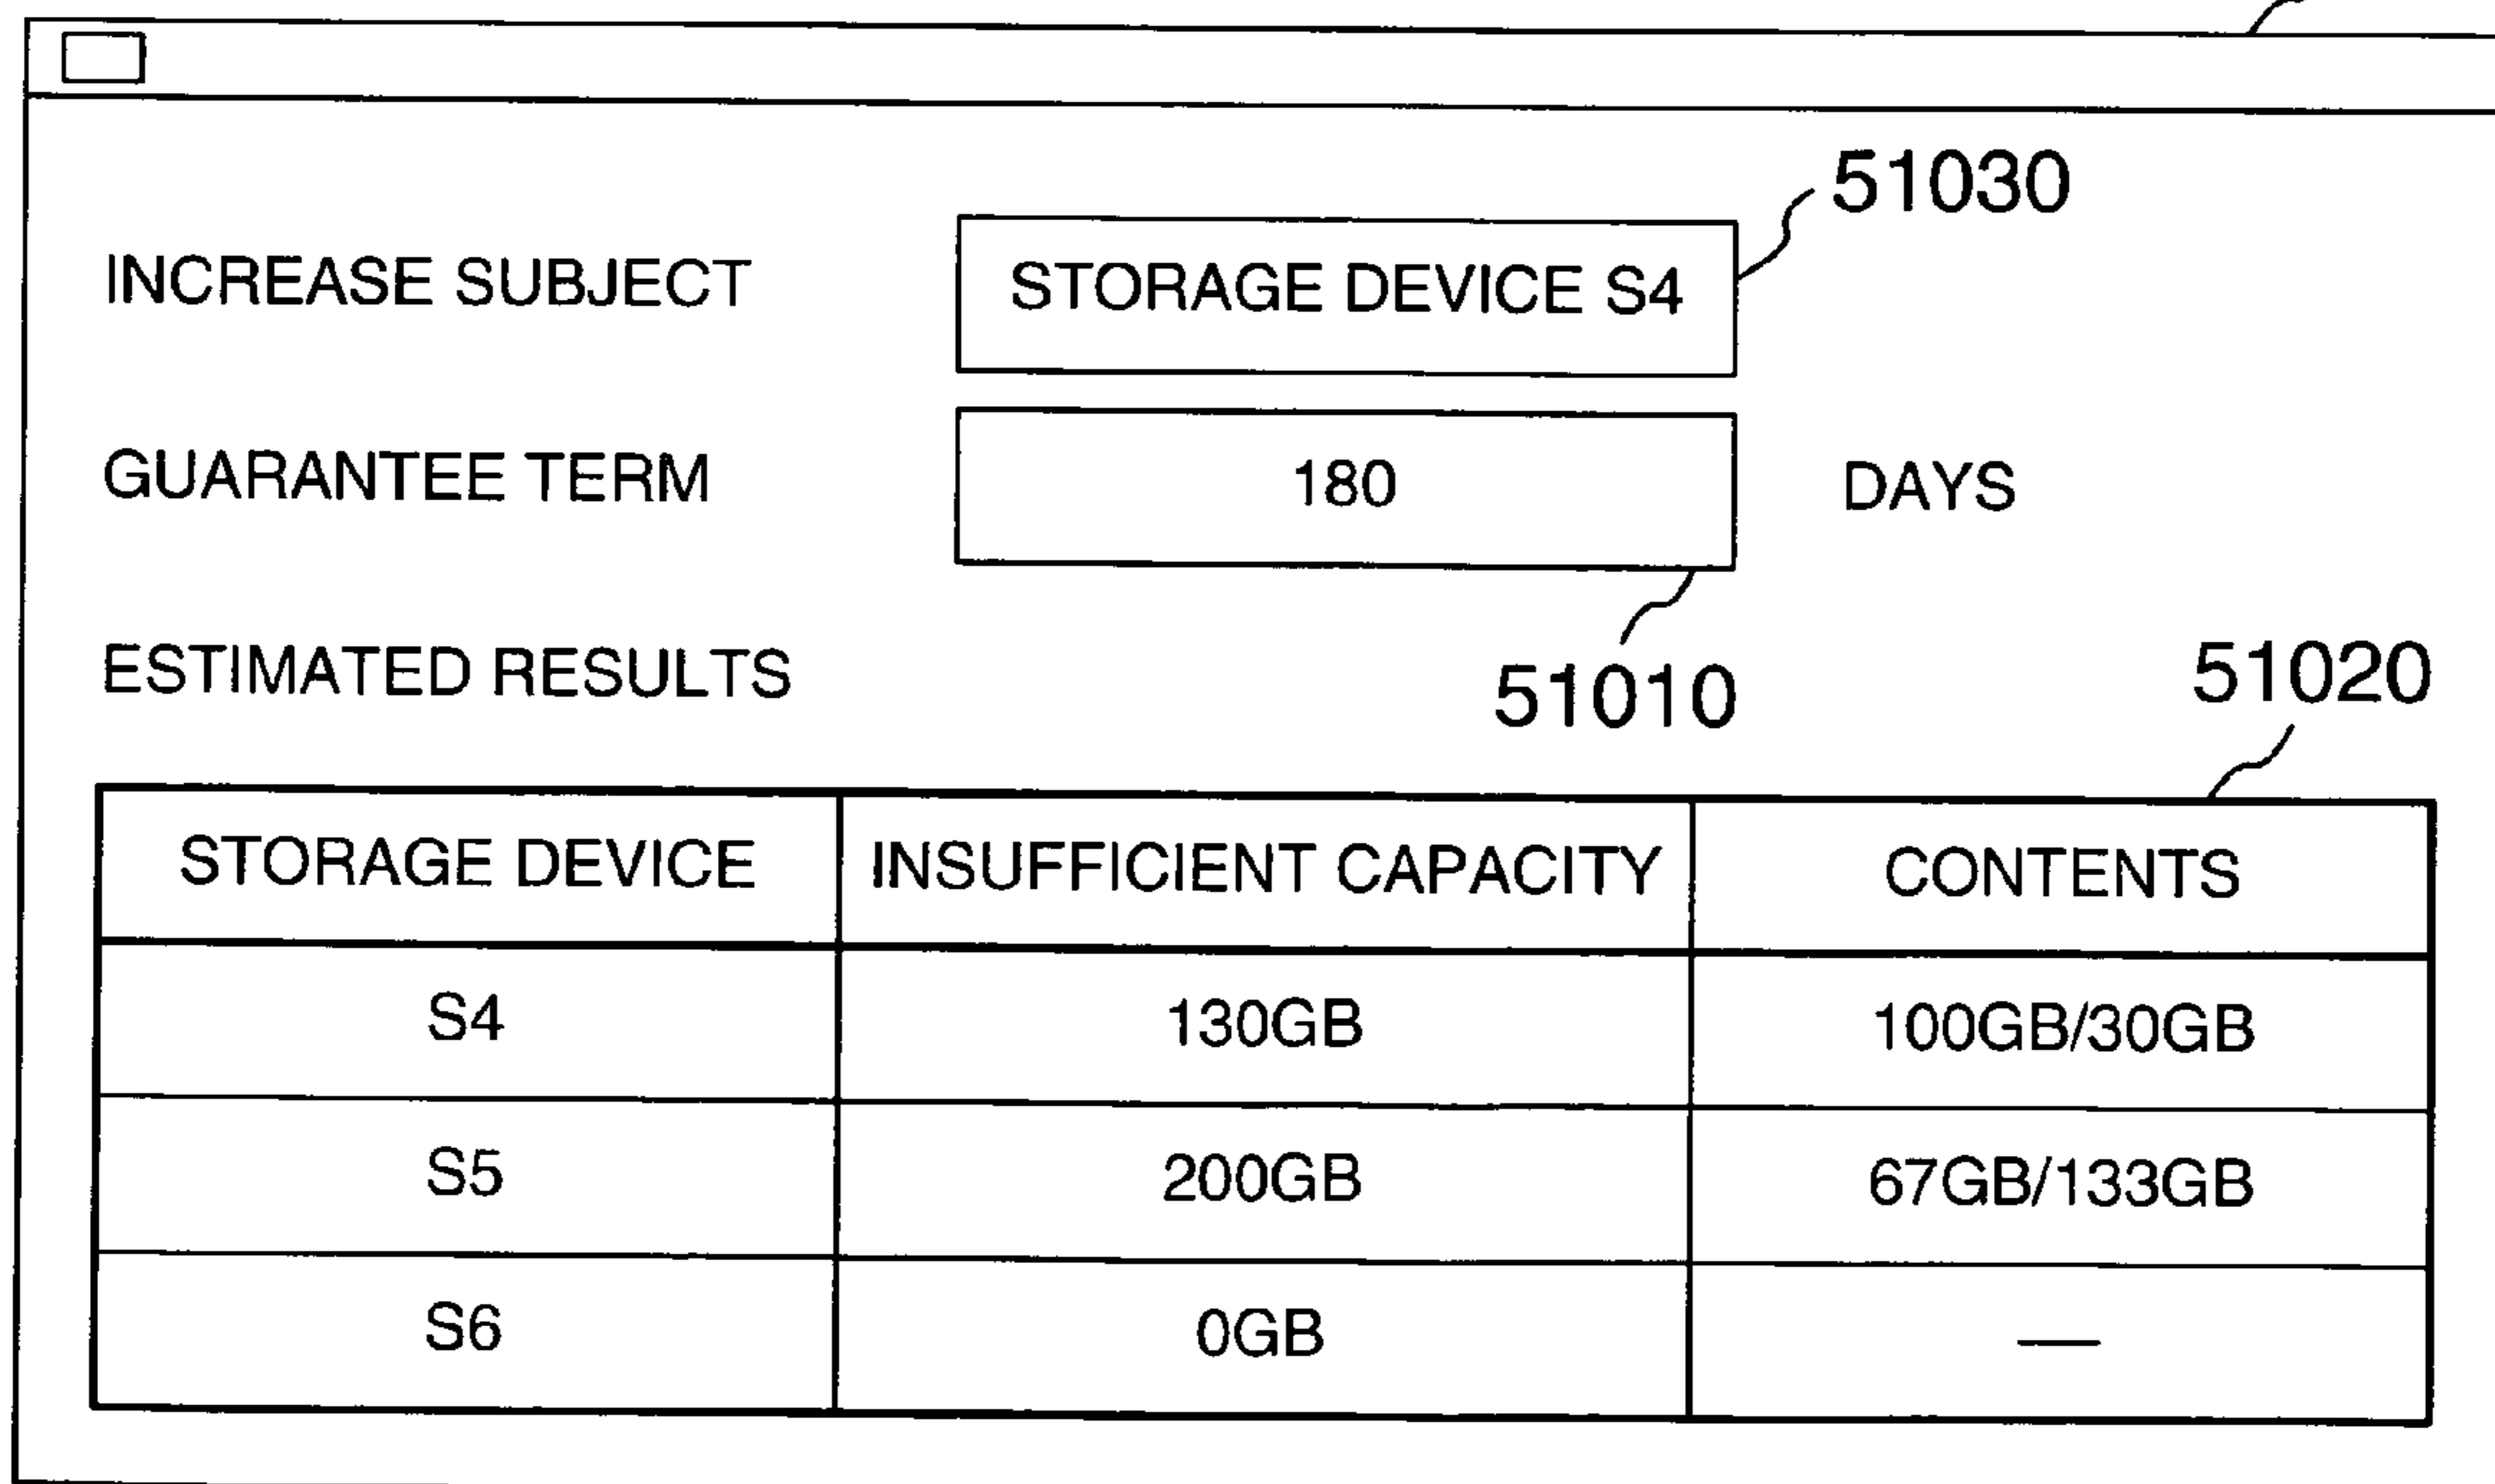 51030
INCREASE SUBJECT STORAGE DEVICE S4
GUARANTEE TERM 180 DAYS
ESTIMATED RESULTS 51010 51020
STORAGE DEVICE INSUFFICIENT CAPACITY CONTENTS
S4 130GB 100GB/30GB
S5 200GB 67GB/133GB
S6 0GB —